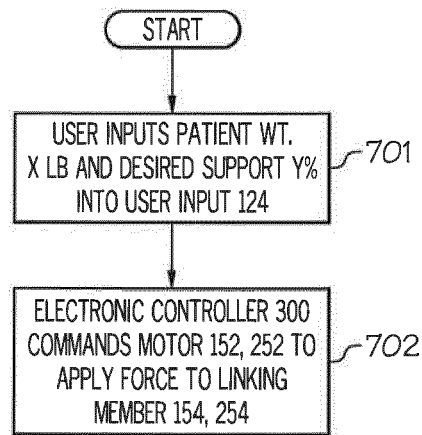 START
USER INPUTS PATIENT WT.
X LB AND DESIRED SUPPORT Y%
INTO USER INPUT 124
701
ELECTRONIC CONTROLLER 300
COMMANDS MOTOR 152, 252 TO
APPLY FORCE TO LINKING
MEMBER 154, 254
702